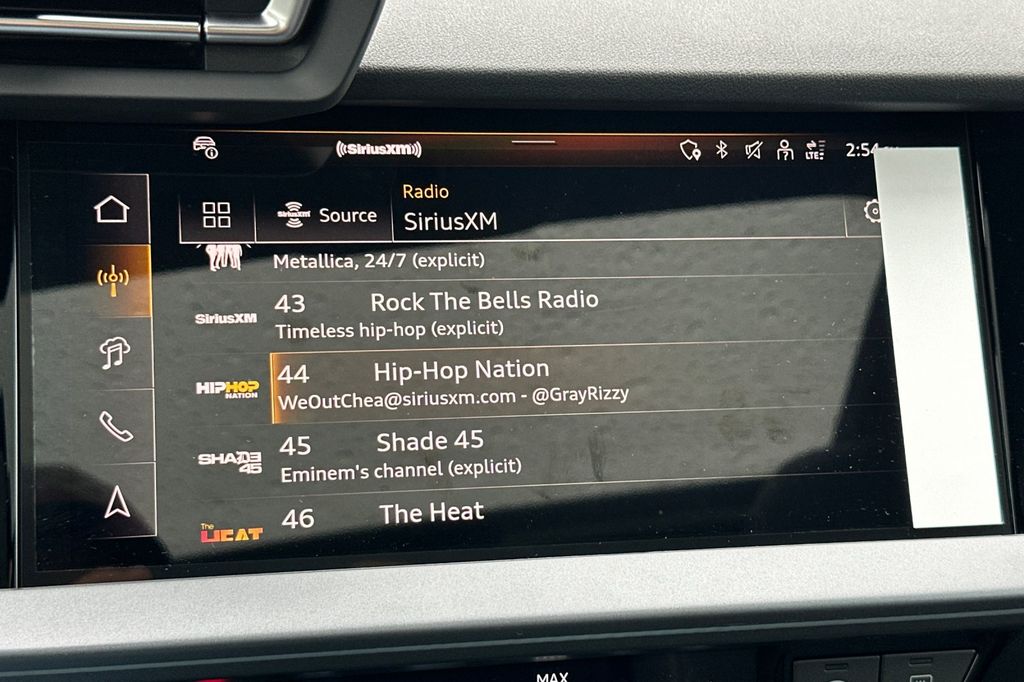 ((SiriusXM))
LTE
2:54
Radio
SiriusXM
Source
SiriusXM
Metallica, 24/7 (explicit)
SiriusXM
43 Rock The Bells Radio
Timeless hip-hop (explicit)
HIPHOP
NATION
44 Hip-Hop Nation
WeOutChea@siriusxm.com - @GrayRizzy
SHADE
45
45 Shade 45
Eminem's channel (explicit)
The
HEAT
46 The Heat
MAX